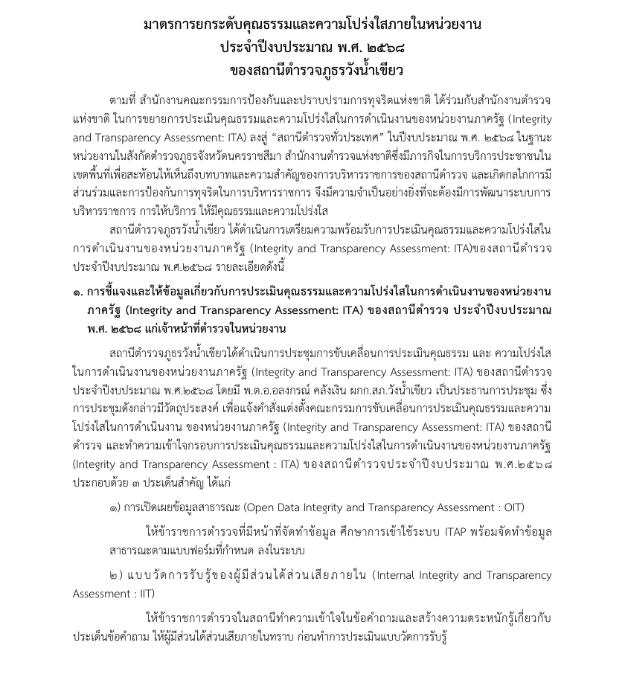 มาตรการยกระดับคุณธรรมและความโปร่งใสภายในหน่วยงาน
ประจำปีงบประมาณ พ.ศ. ๒๕๖๘
ของสถานีตำรวจภูธรวังน้ำเขียว
ตามที่ สำนักงานคณะกรรมการป้องกันและปราบปรามการทุจริตแห่งชาติ ได้ร่วมกับสำนักงานตำรวจ
แห่งชาติ ในการขยายการประเมินคุณธรรมและความโปร่งใสในการดำเนินงานของหน่วยงานภาครัฐ (Integrity
and Transparency Assessment: ITA) ลงสู่ “สถานีตำรวจทั่วประเทศ” ในปีงบประมาณ พ.ศ. ๒๕๖๘ ในฐานะ
หน่วยงานในสังกัดตำรวจภูธรจังหวัดนครราชสีมา สำนักงานตำรวจแห่งชาติซึ่งมีภารกิจในการบริการประชาชนใน
เขตพื้นที่เพื่อสะท้อนให้เห็นถึงบทบาทและความสำคัญของการบริหารราชการของสถานีตำรวจ และเกิดกลไกการมี
ส่วนร่วมและการป้องกันการทุจริตในการบริหารราชการ จึงมีความจำเป็นอย่างยิ่งที่จะต้องมีการพัฒนาระบบการ
บริหารราชการ การให้บริการ ให้มีคุณธรรมและความโปร่งใส
สถานีตำรวจภูธรวังน้ำเขียว ได้ดำเนินการเตรียมความพร้อมรับการประเมินคุณธรรมและความโปร่งใสใน
การดำเนินงานของหน่วยงานภาครัฐ (Integrity and Transparency Assessment: ITA)ของสถานีตำรวจ
ประจำปีงบประมาณ พ.ศ.๒๕๖๘ รายละเอียดดังนี้
๑. การชี้แจงและให้ข้อมูลเกี่ยวกับการประเมินคุณธรรมและความโปร่งใสในการดำเนินงานของหน่วยงาน
ภาครัฐ (Integrity and Transparency Assessment: ITA) ของสถานีตำรวจ ประจำปีงบประมาณ
พ.ศ. ๒๕๖๘ แก่เจ้าหน้าที่ตำรวจในหน่วยงาน
สถานีตำรวจภูธรวังน้ำเขียวได้ดำเนินการประชุมการขับเคลื่อนการประเมินคุณธรรม และ ความโปร่งใส
ในการดำเนินงานของหน่วยงานภาครัฐ (Integrity and Transparency Assessment: ITA) ของสถานีตำรวจ
ประจำปีงบประมาณ พ.ศ.๒๕๖๘ โดยมี พ.ต.อ.อลงกรณ์ คลังเงิน ผกก.สภ.วังน้ำเขียว เป็นประธานการประชุม ซึ่ง
การประชุมดังกล่าวมีวัตถุประสงค์ เพื่อแจ้งคำสั่งแต่งตั้งคณะกรรมการขับเคลื่อนการประเมินคุณธรรมและความ
โปร่งใสในการดำเนินงาน ของหน่วยงานภาครัฐ (Integrity and Transparency Assessment: ITA) ของสถานี
ตำรวจ และทำความเข้าใจกรอบการประเมินคุณธรรมและความโปร่งใสในการดำเนินงานของหน่วยงานภาครัฐ
(Integrity and Transparency Assessment : ITA) ของสถานีตำรวจประจำปีงบประมาณ พ.ศ.๒๕๖๘
ประกอบด้วย ๓ ประเด็นสำคัญ ได้แก่
๑) การเปิดเผยข้อมูลสาธารณะ (Open Data Integrity and Transparency Assessment : OIT)
ให้ข้าราชการตำรวจที่มีหน้าที่จัดทำข้อมูล ศึกษาการเข้าใช้ระบบ ITAP พร้อมจัดทำข้อมูล
สาธารณะตามแบบฟอร์มที่กำหนด ลงในระบบ
๒) แบบวัดการรับรู้ของผู้มีส่วนได้ส่วนเสียภายใน (Internal Integrity and Transparency
Assessment : IIT)
ให้ข้าราชการตำรวจในสถานีทำความเข้าใจในข้อคำถามและสร้างความตระหนักรู้เกี่ยวกับ
ประเด็นข้อคำถาม ให้ผู้มีส่วนได้ส่วนเสียภายในทราบ ก่อนทำการประเมินแบบวัดการรับรู้